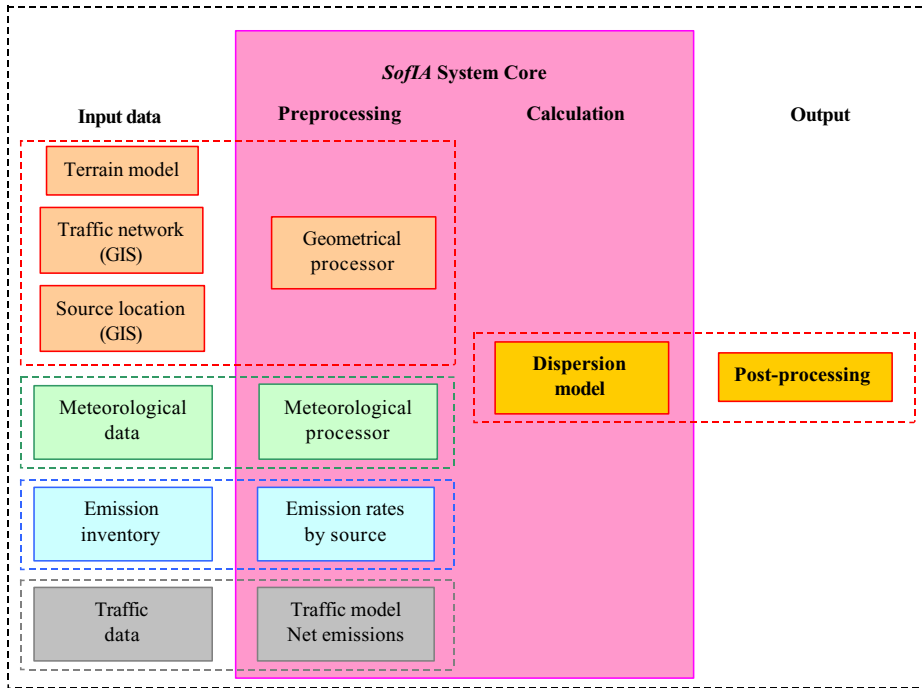 SofIA System Core
Input data
Preprocessing
Calculation
Output
Terrain model
Traffic network
(GIS)
Source location
(GIS)
Geometrical
processor
Dispersion
model
Post-processing
Meteorological
data
Meteorological
processor
Emission
inventory
Emission rates
by source
Traffic
data
Traffic model
Net emissions